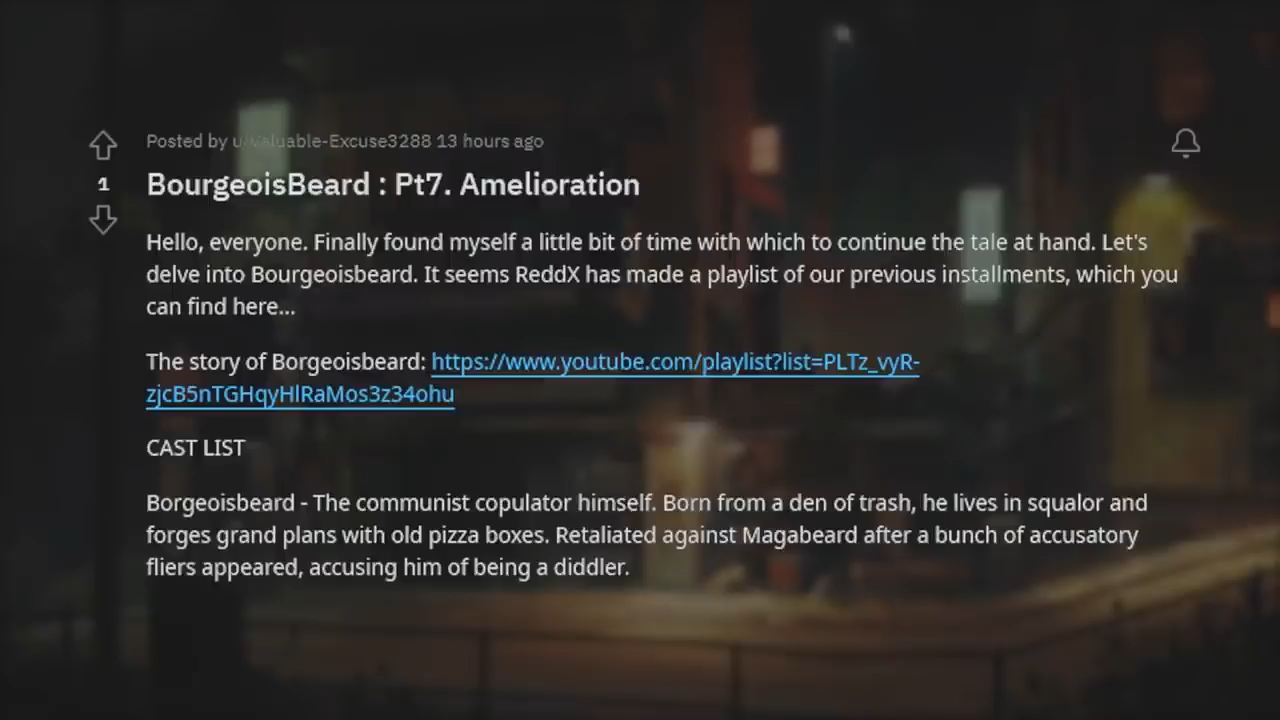 Posted by u/Valuable-Excuse3288 13 hours ago
1
BourgeoisBeard : Pt7. Amelioration
Hello, everyone. Finally found myself a little bit of time with which to continue the tale at hand. Let's
delve into Bourgeoisbeard. It seems ReddX has made a playlist of our previous installments, which you
can find here...
The story of Borgeoisbeard: https://www.youtube.com/playlist?list=PLTz_vyR-
zjcB5nTGHqyHlRaMos3z34ohu
CAST LIST
Borgeoisbeard - The communist copulator himself. Born from a den of trash, he lives in squalor and
forges grand plans with old pizza boxes. Retaliated against Magabeard after a bunch of accusatory
fliers appeared, accusing him of being a diddler.